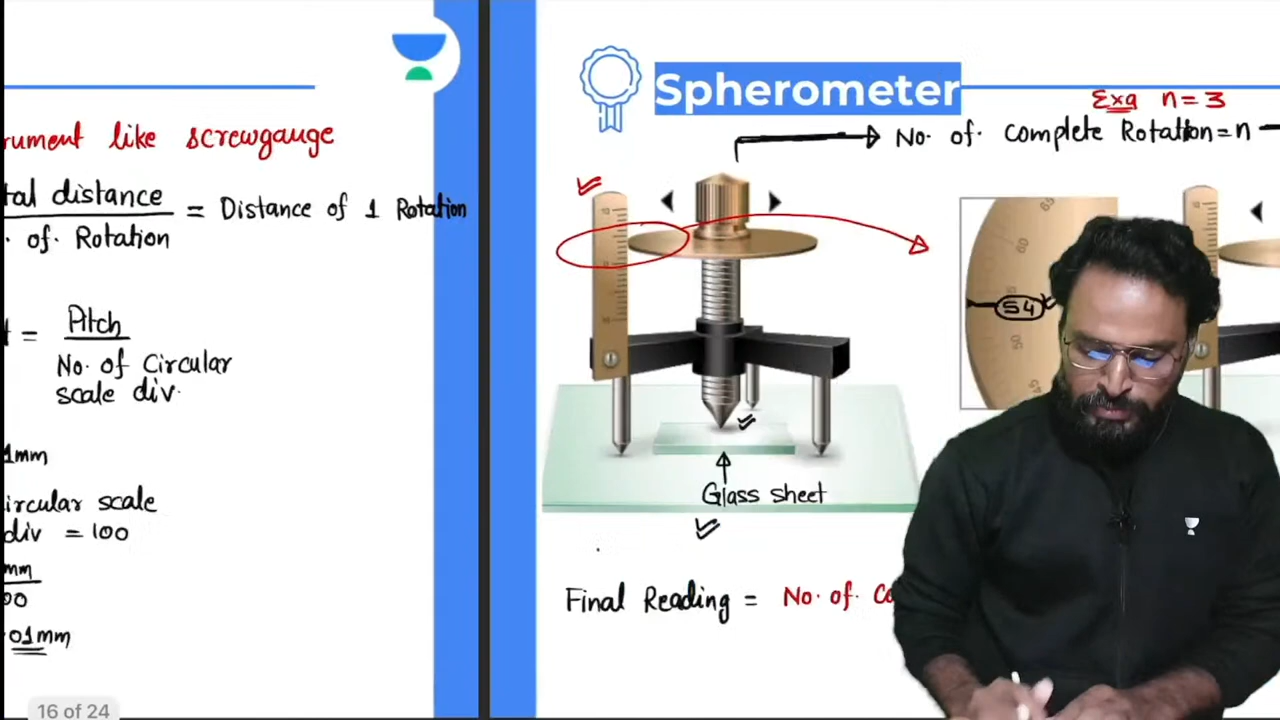 rument like screwgauge
tal distance
of Rotation
= Distance of 1 Rotation
= Pitch
No. of Circular
scale div.
1mm
ircular scale
div = 100
mm
00
01mm
16 of 24
Spherometer
Exa n = 3
No. of complete Rotation = n
54
50
Glass sheet
Final Reading = No. of